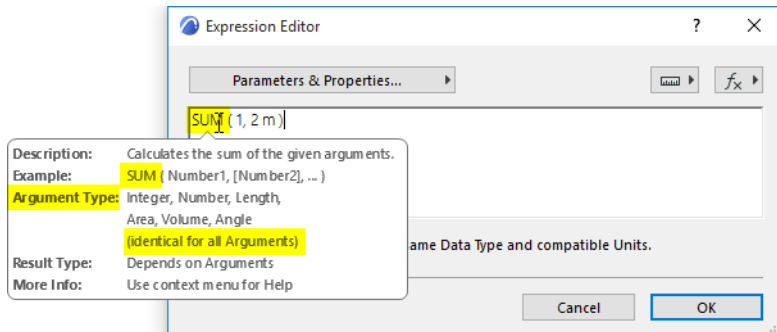 Expression Editor ? ×
Parameters & Properties...
fx
SUM ( 1, 2 m )
Description: Calculates the sum of the given arguments.
Example: SUM ( Number1, [Number2], ... )
Argument Type: Integer, Number, Length,
Area, Volume, Angle
(identical for all Arguments)
ame Data Type and compatible Units.
Result Type: Depends on Arguments
More Info: Use context menu for Help
Cancel OK